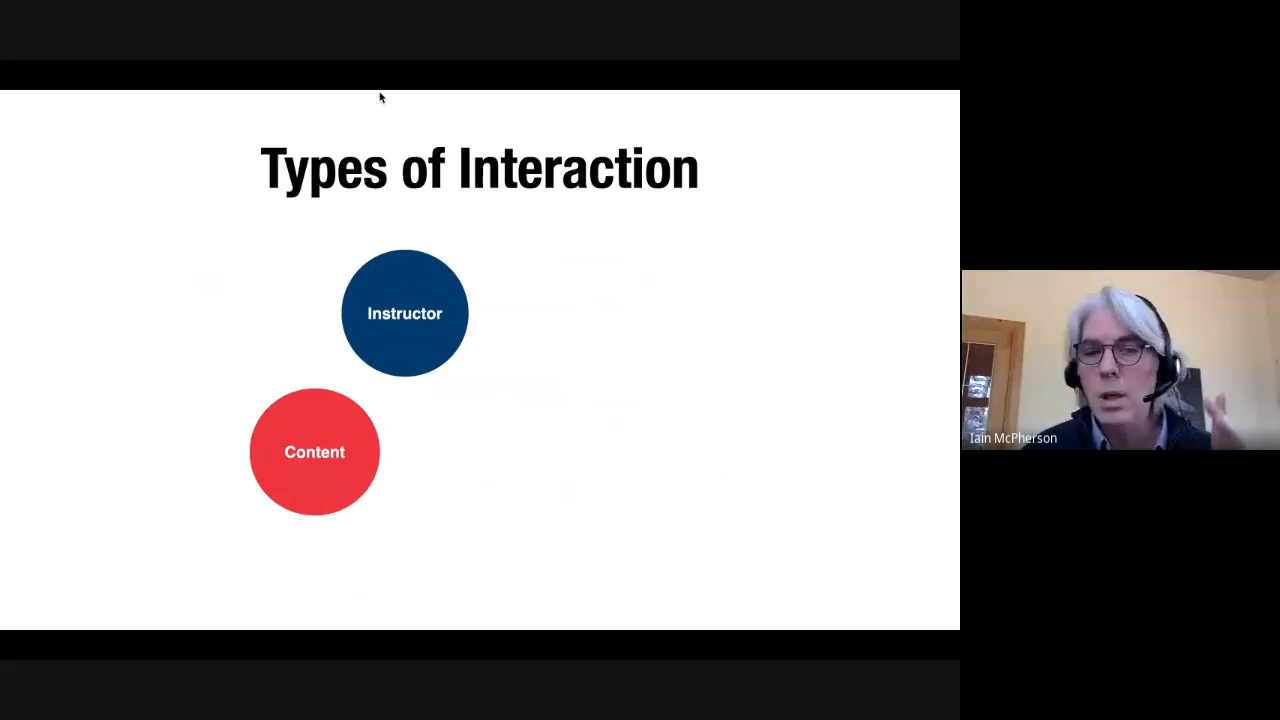 Types of Interaction
Instructor
Content
Iain McPherson